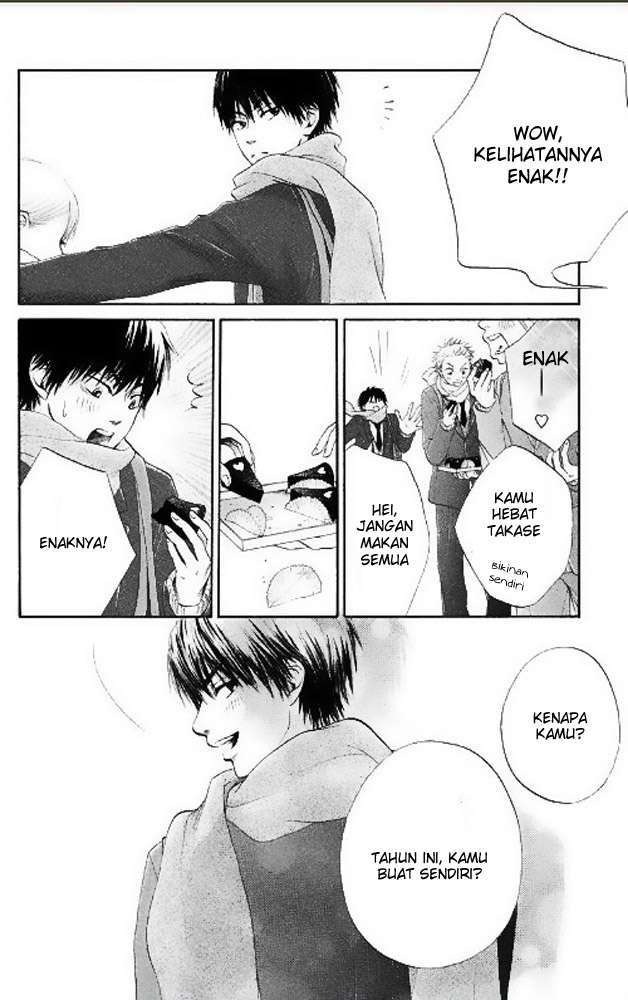 WOW,
KELIHATANNYA
ENAK!!
ENAK
|
♡
KAMU
HEBAT
TAKASE
Bikinan
sendiri
HEI,
JANGAN
MAKAN
SEMUA
ENAKNYA!
KENAPA
KAMU?
TAHUN INI, KAMU
BUAT SENDIRI?